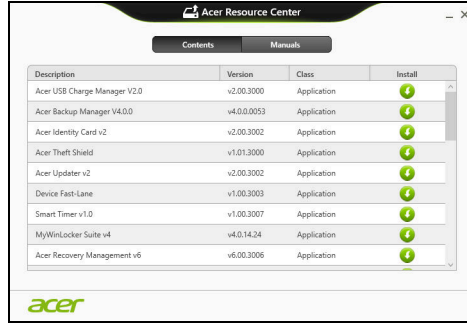 Acer Resource Center
Contents Manuals
Description Version Class Install
Acer USB Charge Manager V2.0 v2.00.3000 Application
Acer Backup Manager V4.0.0 v4.0.0.0053 Application
Acer Identity Card v2 v2.00.3002 Application
Acer Theft Shield v1.01.3000 Application
Acer Updater v2 v2.00.3002 Application
Device Fast-Lane v1.00.3003 Application
Smart Timer v1.0 v1.00.3007 Application
MyWinLocker Suite v4 v4.0.14.24 Application
Acer Recovery Management v6 v6.00.3006 Application
acer